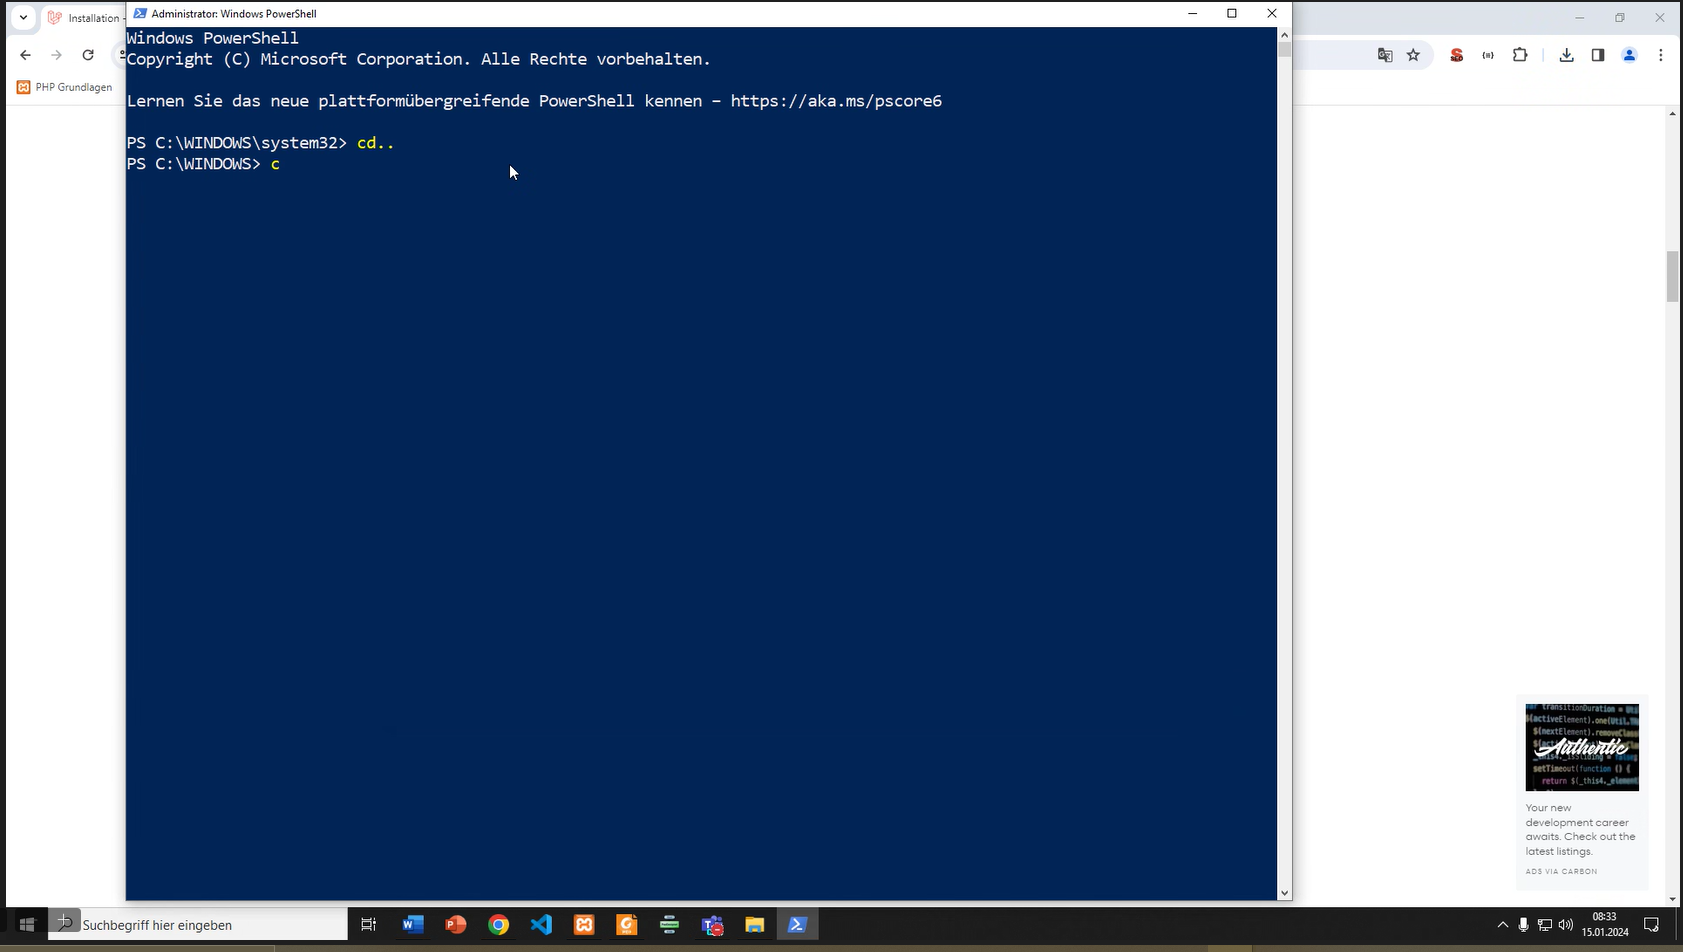 Installation -
Administrator: Windows PowerShell
PHP Grundlagen
Windows PowerShell
Copyright (C) Microsoft Corporation. Alle Rechte vorbehalten.
Lernen Sie das neue plattformübergreifende PowerShell kennen – https://aka.ms/pscore6
PS C:\WINDOWS\system32> cd..
PS C:\WINDOWS> c
Authentic
Your new
development career
awaits. Check out the
latest listings.
ADS VIA CARBON
Suchbegriff hier eingeben
08:33
15.01.2024